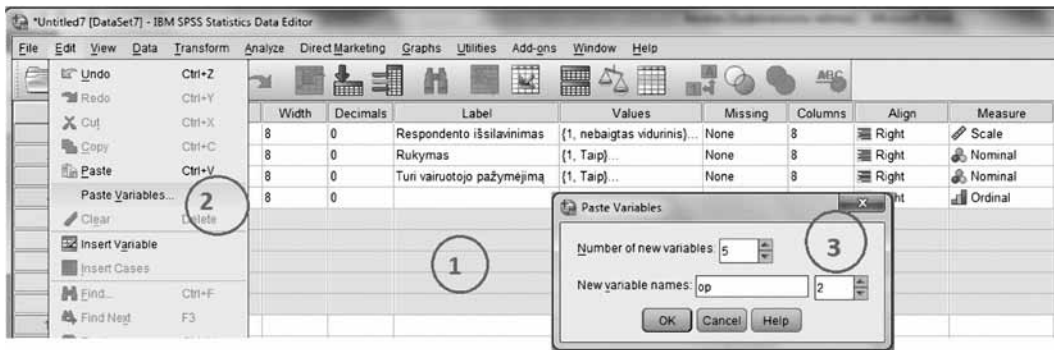 *Untitled7 [DataSet7] - IBM SPSS Statistics Data Editor
File Edit View Data Transform Analyze Direct Marketing Graphs Utilities Add-ons Window Help
Undo Ctrl+Z
Redo Ctrl+Y
Cut Ctrl+X
Copy Ctrl+C
Paste Ctrl+V
Paste Variables...
Clear Delete
Insert Variable
Insert Cases
Find... Ctrl+F
Find Next F3
Width Decimals Label Values Missing Columns Align Measure
8 0 Respondento išsilavinimas {1, nebaigtas vidurinis}... None 8 Right Scale
8 0 Rukymas {1, Taip}... None 8 Right Nominal
8 0 Turi vairuotojo pažymėjimą {1, Taip}... None 8 Right Nominal
8 0 Ordinal
1
2
3
Paste Variables
Number of new variables: 5
New variable names: op 2
OK Cancel Help